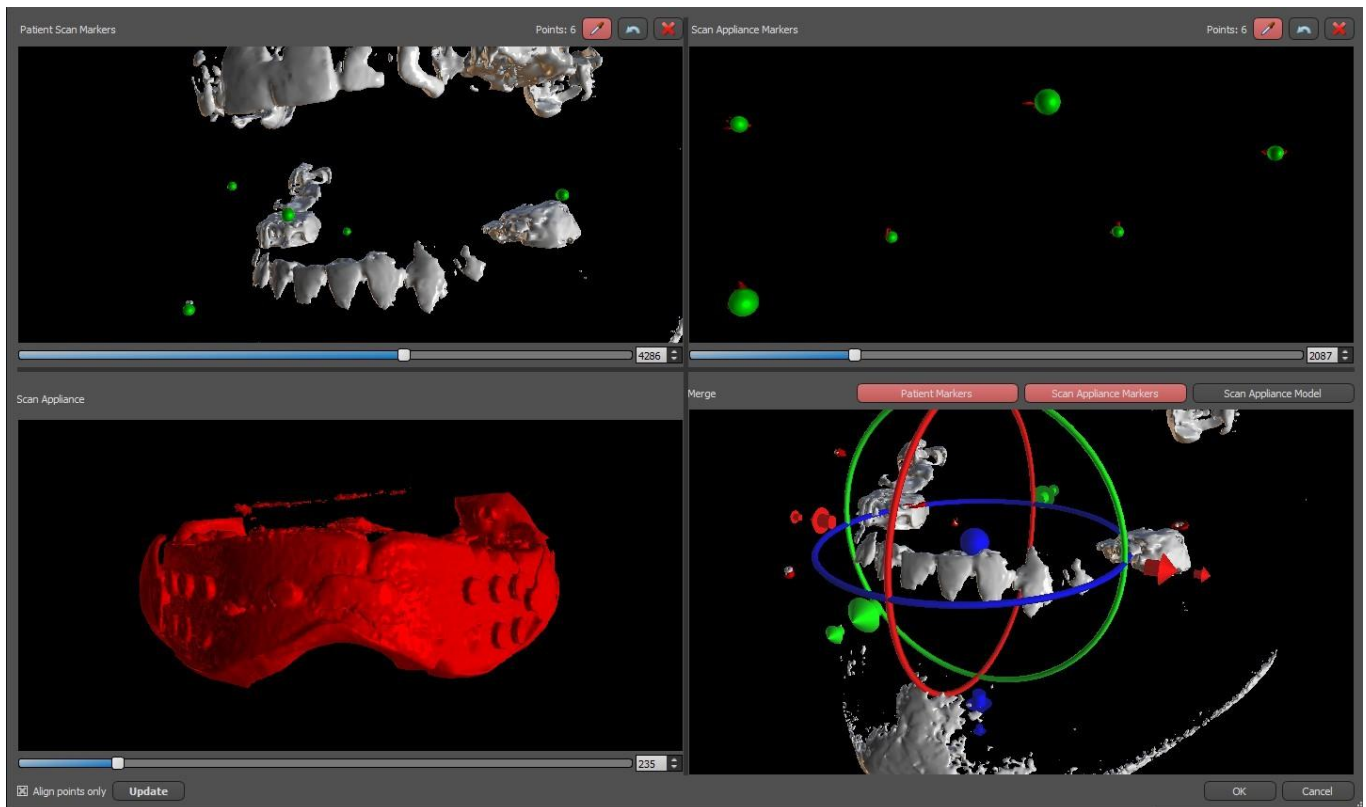 Patient Scan Markers Points: 6
Scan Appliance Markers Points: 6
4286
2087
Scan Appliance
Merge Patient Markers Scan Appliance Markers Scan Appliance Model
235
Align points only Update
OK Cancel